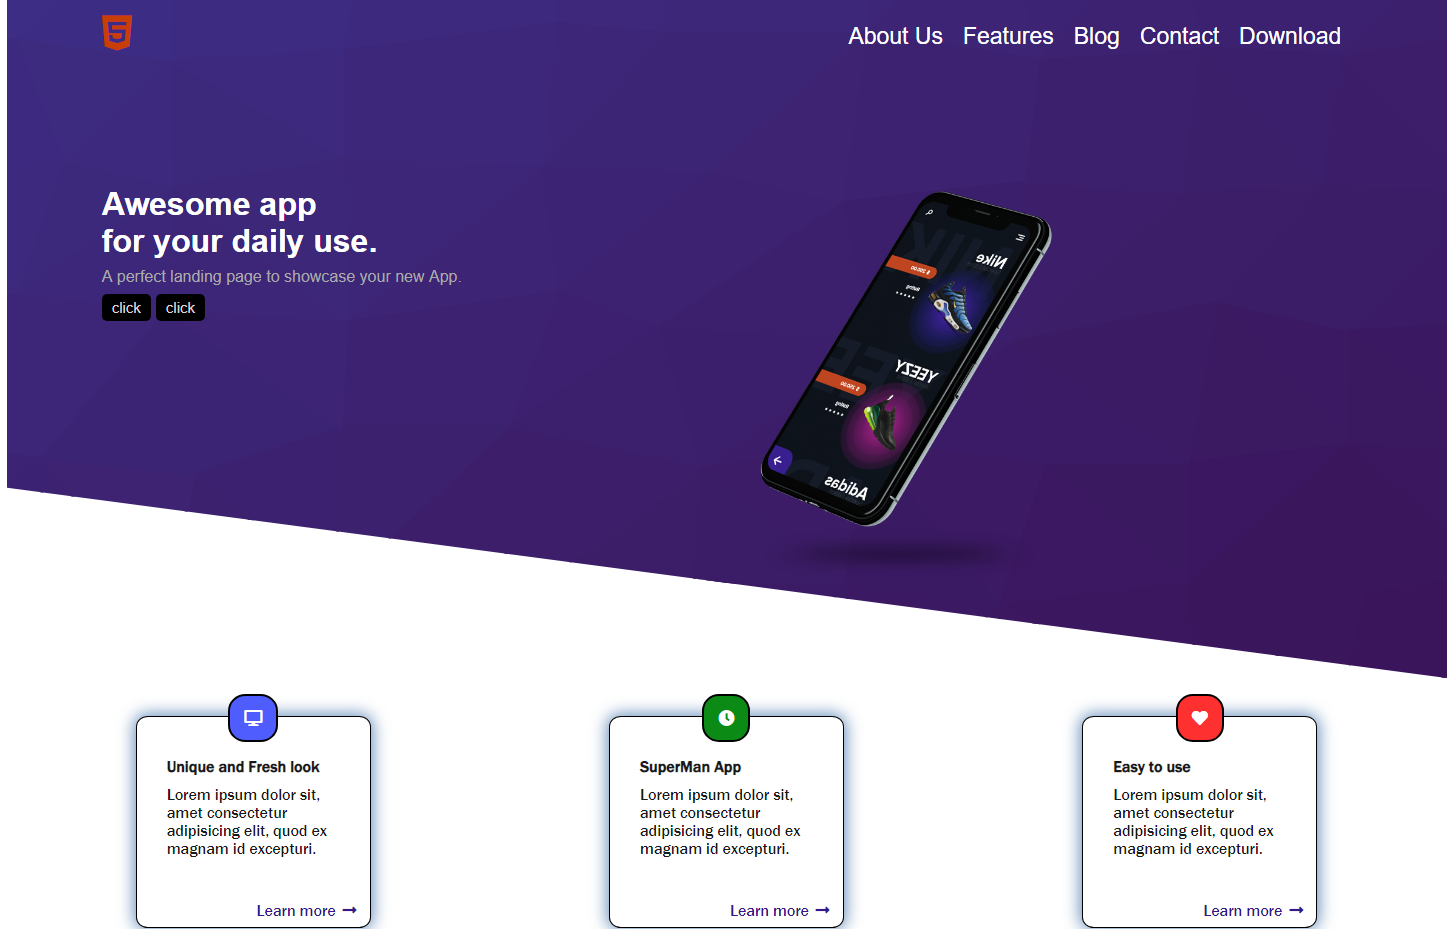 5
About Us Features Blog Contact Download
Awesome app
for your daily use.
A perfect landing page to showcase your new App.
click click
Nike
$ 200.00
YEEZY
Adidas
Unique and Fresh look
Lorem ipsum dolor sit,
amet consectetur
adipisicing elit, quod ex
magnam id excepturi.
Learn more →
SuperMan App
Lorem ipsum dolor sit,
amet consectetur
adipisicing elit, quod ex
magnam id excepturi.
Learn more →
Easy to use
Lorem ipsum dolor sit,
amet consectetur
adipisicing elit, quod ex
magnam id excepturi.
Learn more →